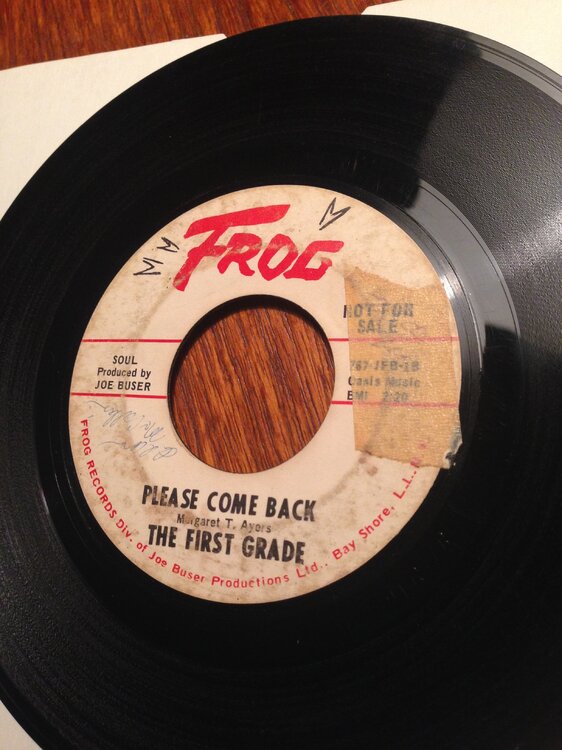 FROG
NOT FOR
SALE
SOUL
Produced by
JOE BUSER
767-JFB-1B
Oasis Music
BMI 2:20
PLEASE COME BACK
Margaret T. Ayers
THE FIRST GRADE
FROG RECORDS Div. of Joe Buser Productions Ltd., Bay Shore, L.I.,